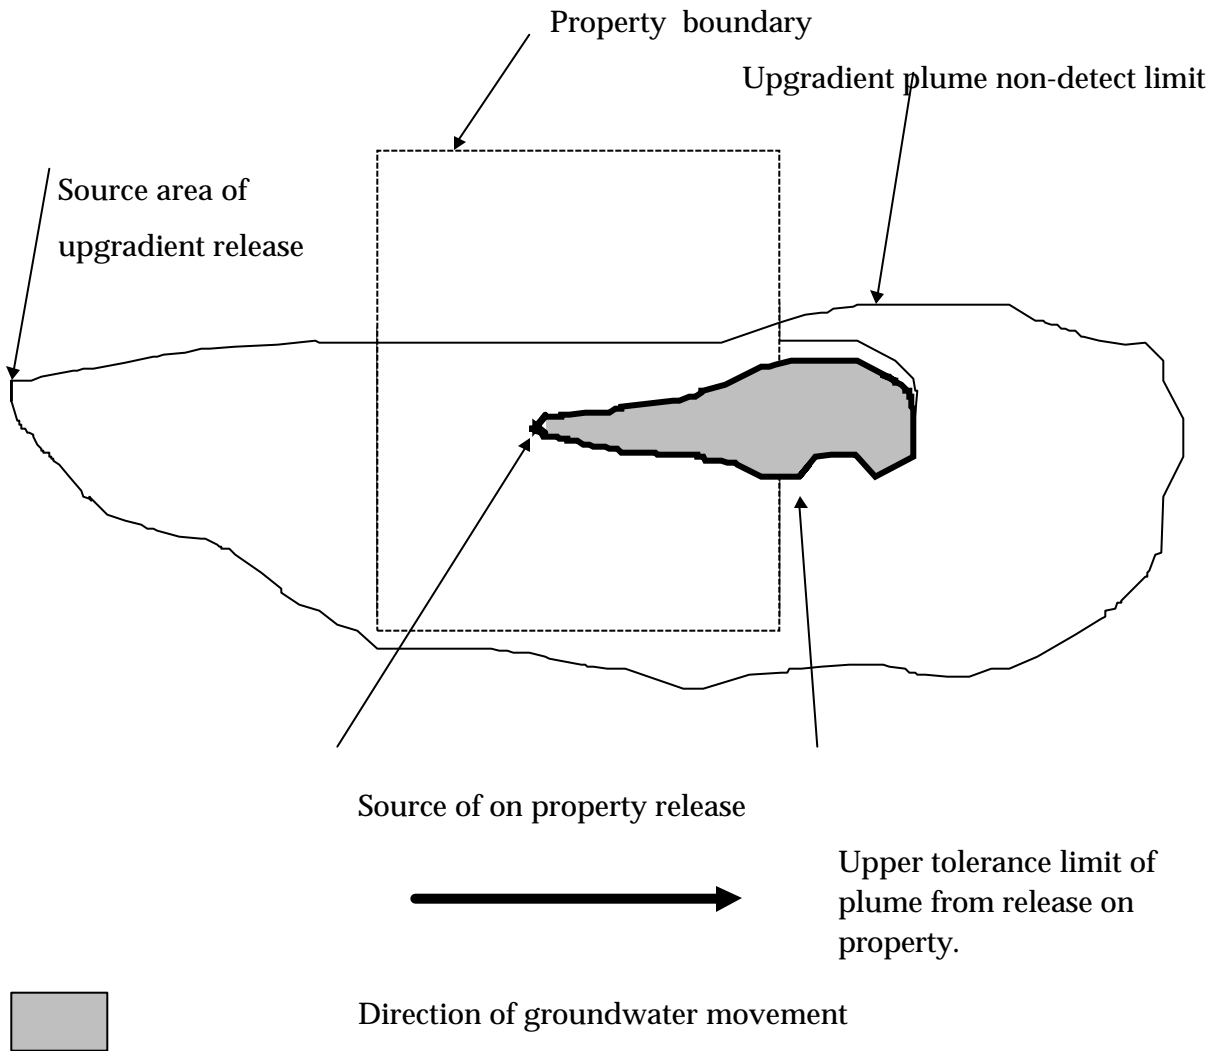 Property boundary
Upgradient plume non-detect limit
Source area of
upgradient release
Source of on property release
Upper tolerance limit of
plume from release on
property.
Direction of groundwater movement